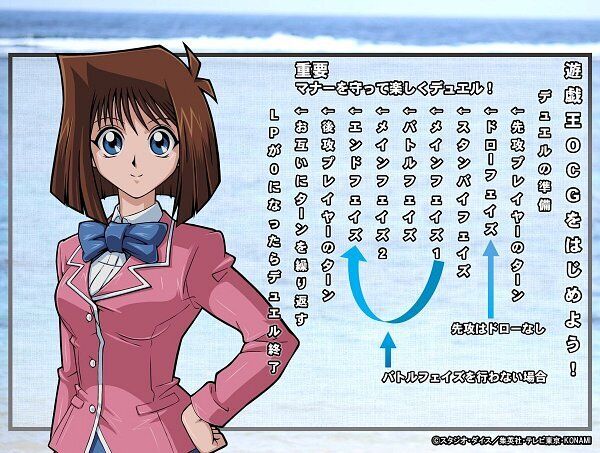 遊戯王OCGをはじめよう!
デュエルの準備
↓先攻プレイヤーのターン
↓ドローフェイズ
↓スタンバイフェイズ
↓メインフェイズ1
↓バトルフェイズ
↓メインフェイズ2
↓エンドフェイズ
↓後攻プレイヤーのターン
↓お互いにターンを繰り返す
LPが0になったらデュエル終了
先攻はドローなし
バトルフェイズを行わない場合
重要
マナーを守って楽しくデュエル!
©スタジオ・ダイス/集英社・テレビ東京・KONAMI